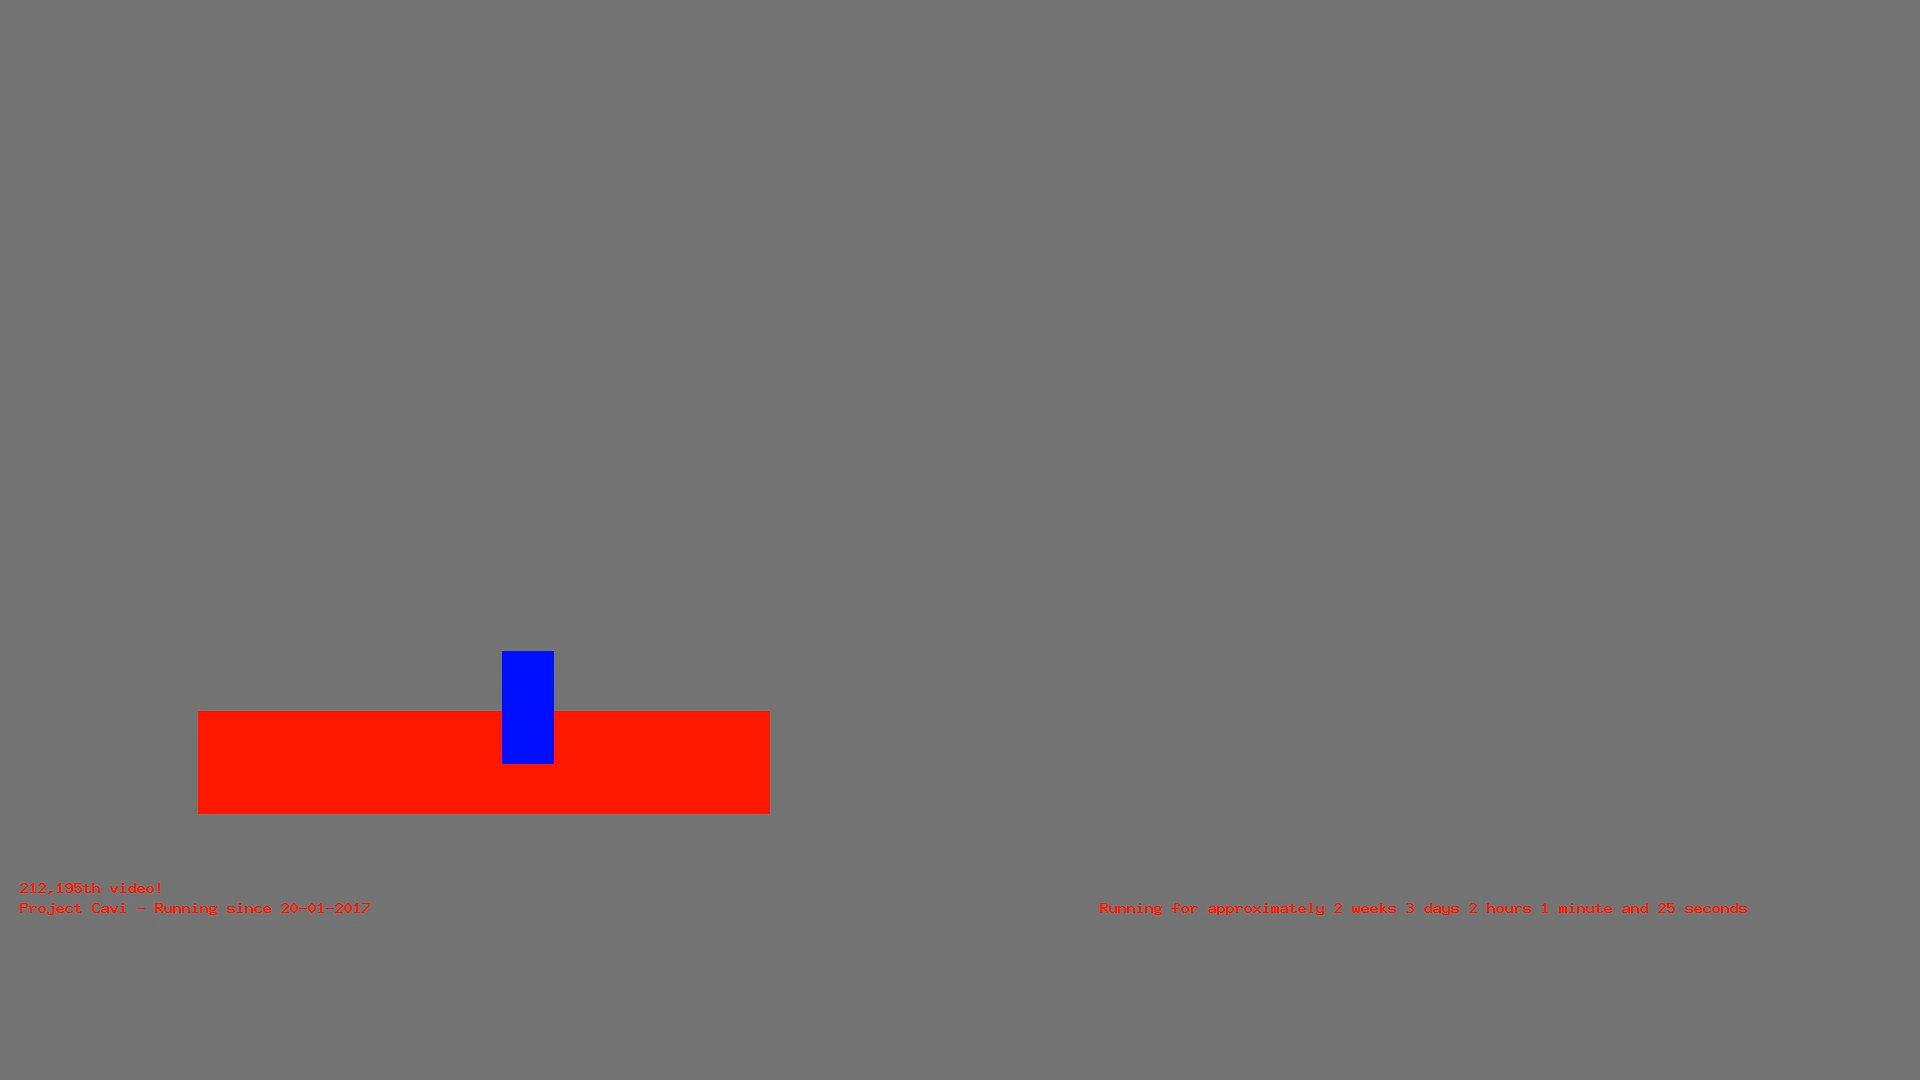 212,195th video!
Project Cavi - Running since 20-01-2017
Running for approximately 2 weeks 3 days 2 hours 1 minute and 25 seconds